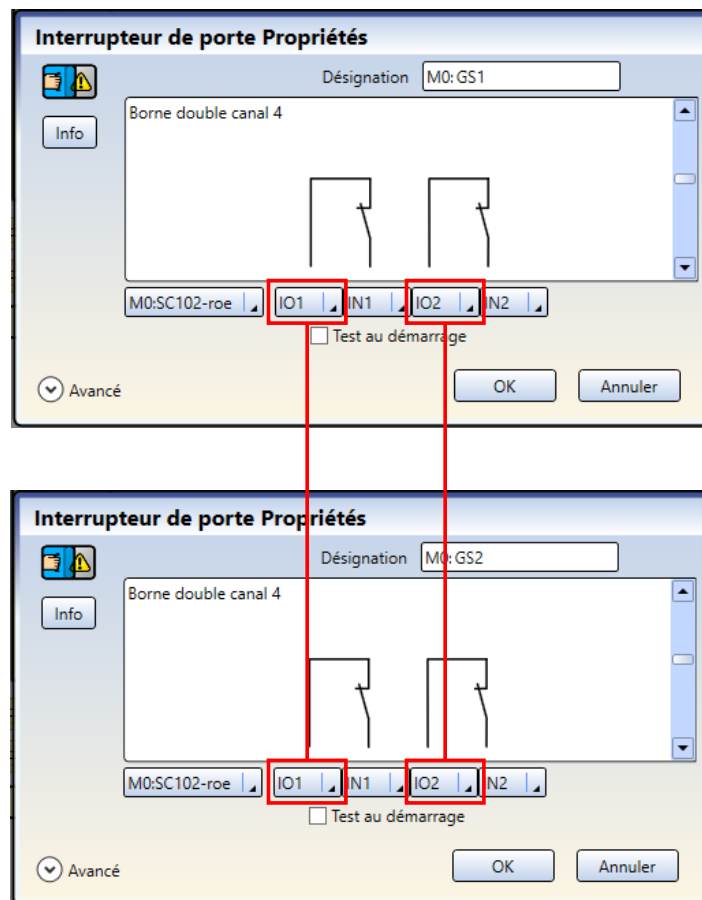 Interrupteur de porte Propriétés
Désignation M0: GS1
Info
Borne double canal 4
M0:SC102-roe IO1 IN1 IO2 IN2
Test au démarrage
Avancé OK Annuler
Interrupteur de porte Propriétés
Désignation M0: GS2
Info
Borne double canal 4
M0:SC102-roe IO1 IN1 IO2 IN2
Test au démarrage
Avancé OK Annuler